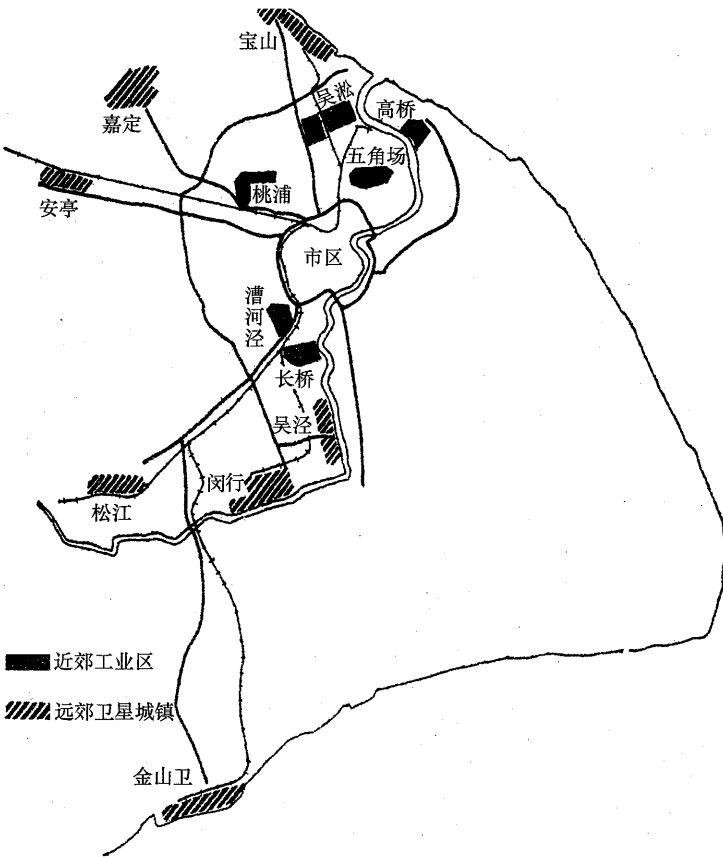 宝山
嘉定
吴淞
高桥
五角场
桃浦
安亭
市区
漕河泾
长桥
吴泾
闵行
松江
近郊工业区
远郊卫星城镇
金山卫